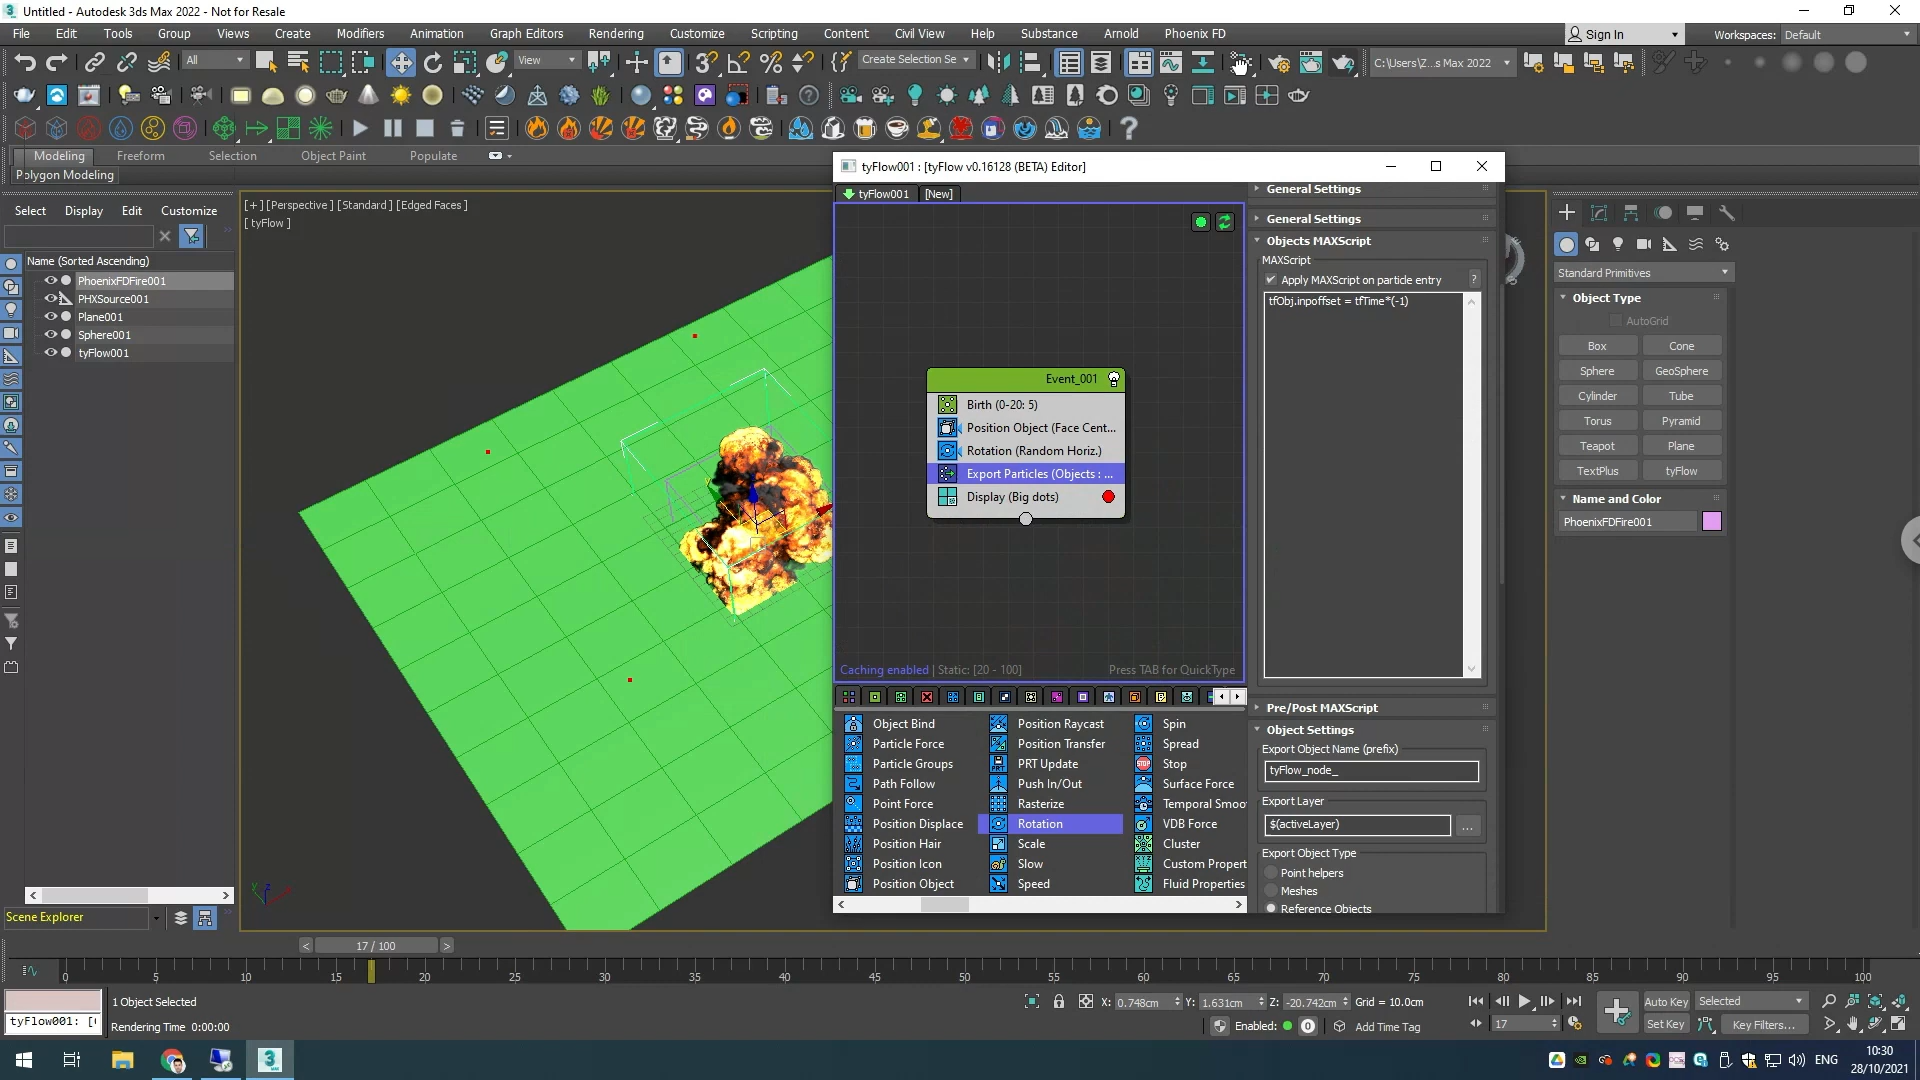 Untitled - Autodesk 3ds Max 2022 - Not for Resale
File Edit Tools Group Views Create Modifiers Animation Graph Editors Rendering Customize Scripting Content Civil View Help Substance Arnold Phoenix FD Sign In Workspaces: Default
All View Create Selection Se C:\Users\Z...s Max 2022
Modeling Freeform Selection Object Paint Populate
Polygon Modeling
Select Display Edit Customize
Name (Sorted Ascending)
PhoenixFDFire001
PHXSource001
Plane001
Sphere001
tyFlow001
Scene Explorer
[+] [Perspective ] [Standard ] [Edged Faces ]
[ tyFlow ]
tyFlow001 : [tyFlow v0.16128 (BETA) Editor]
tyFlow001 [New]
Event_001
Birth (0-20: 5)
Position Object (Face Cent...
Rotation (Random Horiz.)
Export Particles (Objects : ...
Display (Big dots)
Caching enabled | Static: [20 - 100] Press TAB for QuickType
Object Bind Position Raycast Spin
Particle Force Position Transfer Spread
Particle Groups PRT Update Stop
Path Follow Push In/Out Surface Force
Point Force Rasterize Temporal Smoo
Position Displace Rotation VDB Force
Position Hair Scale Cluster
Position Icon Slow Custom Propert
Position Object Speed Fluid Properties
General Settings
General Settings
Objects MAXScript
MAXScript
Apply MAXScript on particle entry ?
tfObj.inpoffset = tfTime*(-1)
Pre/Post MAXScript
Object Settings
Export Object Name (prefix)
tyFlow_node_
Export Layer
$(activeLayer) ...
Export Object Type
Point helpers
Meshes
Reference Objects
Standard Primitives
Object Type
AutoGrid
Box Cone
Sphere GeoSphere
Cylinder Tube
Torus Pyramid
Teapot Plane
TextPlus tyFlow
Name and Color
PhoenixFDFire001
< 17 / 100 >
0 5 10 15 20 25 30 35 40 45 50 55 60 65 70 75 80 85 90 95 100
1 Object Selected X: 0.748cm Y: 1.631cm Z: -20.742cm Grid = 10.0cm Auto Key Selected
tyFlow001: [( Rendering Time 0:00:00 Enabled: 0 Add Time Tag 17 Set Key Key Filters...
ENG
10:30
28/10/2021